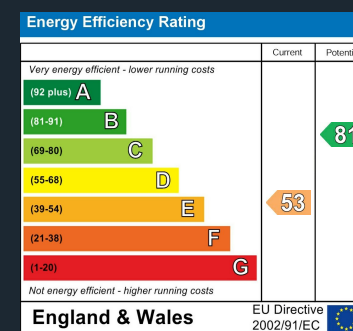 Energy Efficiency Rating
Current Potenti
Very energy efficient - lower running costs
(92 plus) A
(81-91) B
81
(69-80) C
(55-68) D
(39-54) E
53
(21-38) F
(1-20) G
Not energy efficient - higher running costs
England & Wales
EU Directive
2002/91/EC